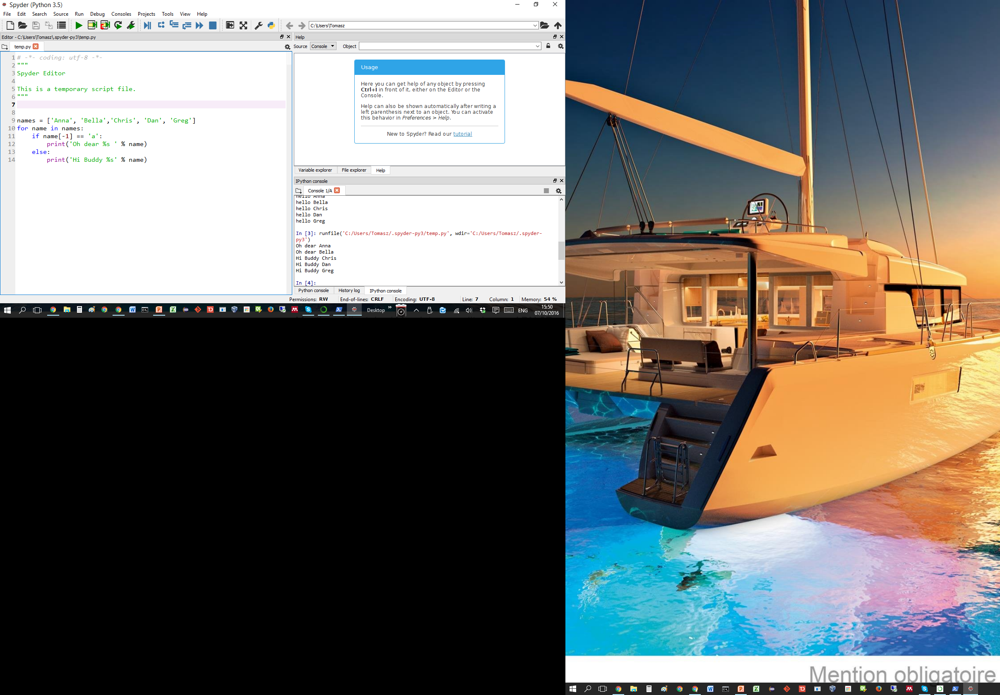 Spyder (Python 3.5)
File Edit Search Source Run Debug Consoles Projects Tools View Help
C:\Users\Tomasz
Editor - C:\Users\Tomasz\.spyder-py3\temp.py
temp.py
1 # -*- coding: utf-8 -*-
2 """
3 Spyder Editor
4
5 This is a temporary script file.
6 """
7
8
9 names = ['Anna', 'Bella','Chris', 'Dan', 'Greg']
10 for name in names:
11 if name[-1] == 'a':
12 print('Oh dear %s ' % name)
13 else:
14 print('Hi Buddy %s' % name)
Help
Source Console Object
Usage
Here you can get help of any object by pressing
Ctrl+I in front of it, either on the Editor or the
Console.
Help can also be shown automatically after writing a
left parenthesis next to an object. You can activate
this behavior in Preferences > Help.
New to Spyder? Read our tutorial
Variable explorer File explorer Help
IPython console
Console 1/A
hello Anna
hello Bella
hello Chris
hello Dan
hello Greg
In [3]: runfile('C:/Users/Tomasz/.spyder-py3/temp.py', wdir='C:/Users/Tomasz/.spyder-
py3')
Oh dear Anna
Oh dear Bella
Hi Buddy Chris
Hi Buddy Dan
Hi Buddy Greg
In [4]:
Python console History log IPython console
Permissions: RW End-of-lines: CRLF Encoding: UTF-8 Line: 7 Column: 1 Memory: 54 %
Desktop » ENG 15:50
07/10/2016
Mention obligatoire